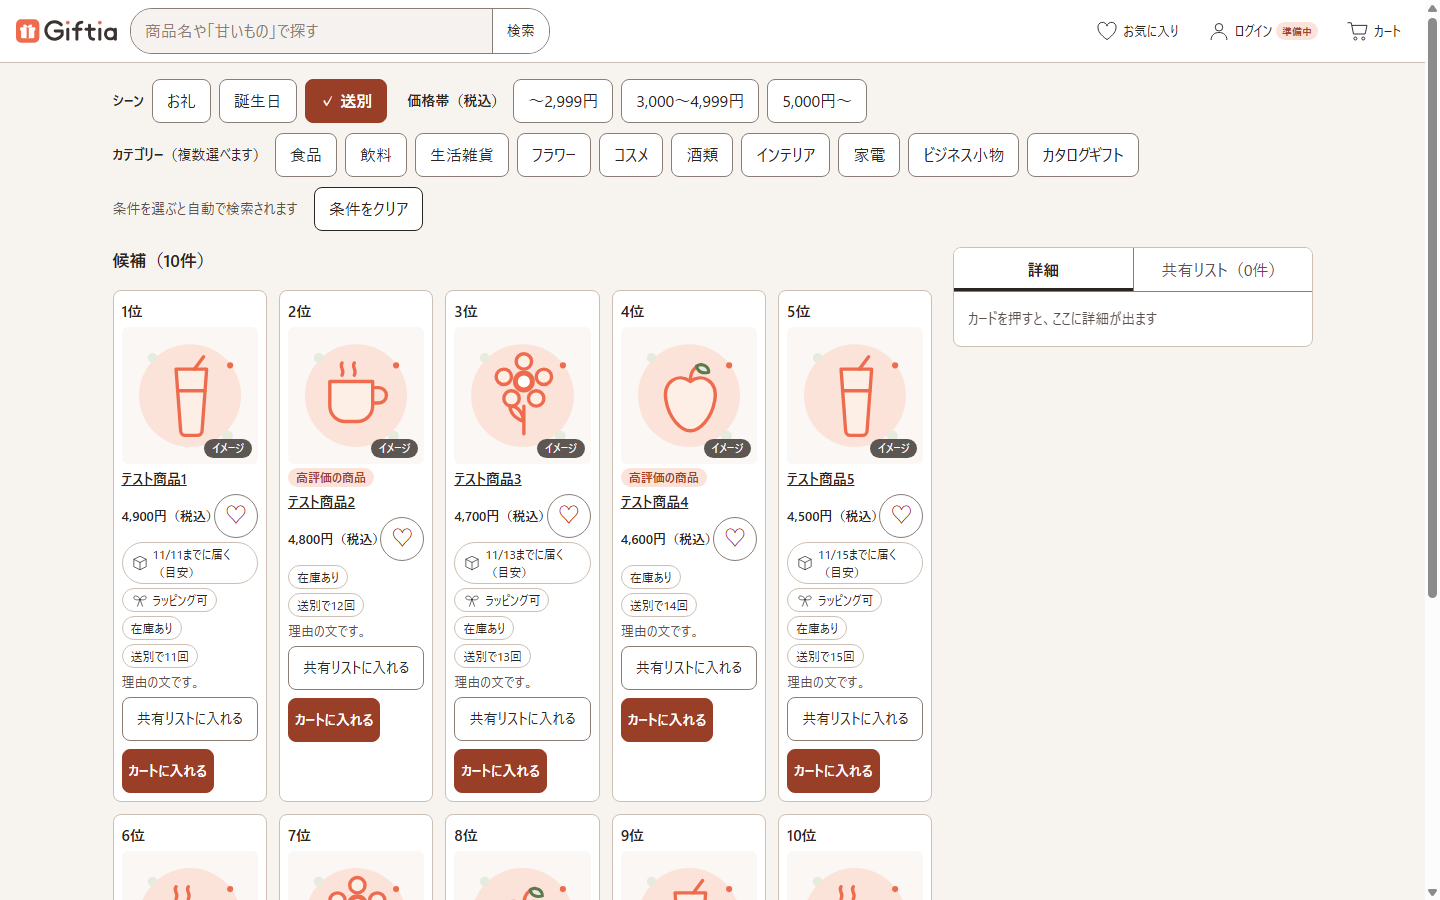 Giftia
商品名や「甘いもの」で探す
検索
お気に入り
ログイン 準備中
カート
シーン お礼 誕生日 ✓ 送別 価格帯（税込） ～2,999円 3,000～4,999円 5,000円～
カテゴリー（複数選べます） 食品 飲料 生活雑貨 フラワー コスメ 酒類 インテリア 家電 ビジネス小物 カタログギフト
条件を選ぶと自動で検索されます 条件をクリア
候補（10件）
1位
イメージ
テスト商品1
4,900円（税込）
11/11までに届く
（目安）
ラッピング可
在庫あり
送別で11回
理由の文です。
共有リストに入れる
カートに入れる
2位
イメージ
高評価の商品
テスト商品2
4,800円（税込）
在庫あり
送別で12回
理由の文です。
共有リストに入れる
カートに入れる
3位
イメージ
テスト商品3
4,700円（税込）
11/13までに届く
（目安）
ラッピング可
在庫あり
送別で13回
理由の文です。
共有リストに入れる
カートに入れる
4位
イメージ
高評価の商品
テスト商品4
4,600円（税込）
在庫あり
送別で14回
理由の文です。
共有リストに入れる
カートに入れる
5位
イメージ
テスト商品5
4,500円（税込）
11/15までに届く
（目安）
ラッピング可
在庫あり
送別で15回
理由の文です。
共有リストに入れる
カートに入れる
6位
7位
8位
9位
10位
詳細
共有リスト（0件）
カードを押すと、ここに詳細が出ます